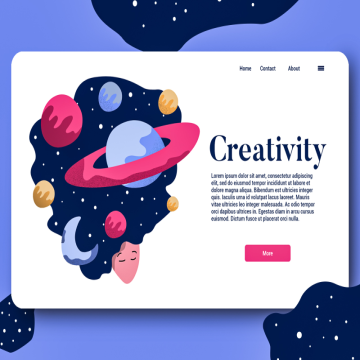 Home Contact About
Creativity
Lorem ipsum dolor sit amet, consectetur adipiscing
elit, sed do eiusmod tempor incididunt ut labore et
dolore magna aliqua. Bibendum est ultricies integer
quis. Iaculis urna id volutpat lacus laoreet. Mauris
vitae ultricies leo integer malesuada. Ac odio tempor
orci dapibus ultrices in. Egestas diam in arcu cursus
euismod. Dictum fusce ut placerat orci nulla.
More